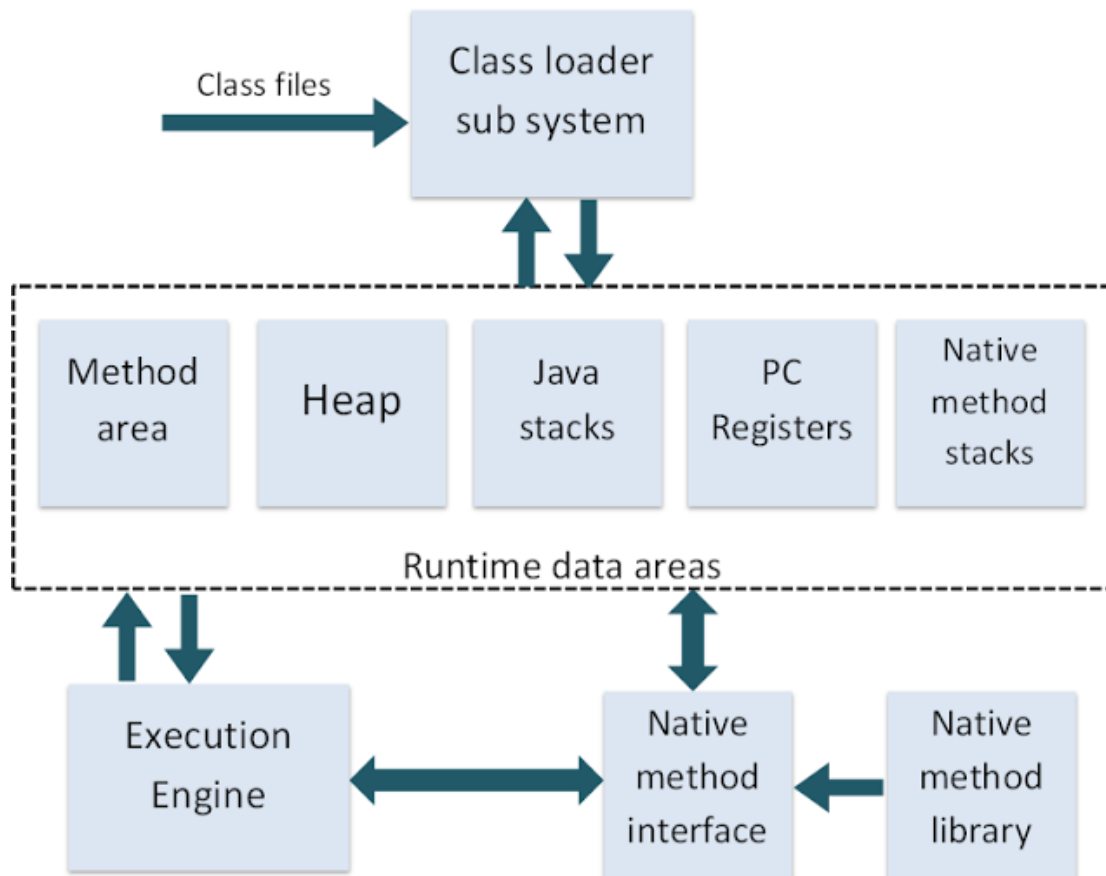 Class files
Class loader
sub system
Method
area
Heap
Java
stacks
PC
Registers
Native
method
stacks
Runtime data areas
Execution
Engine
Native
method
interface
Native
method
library